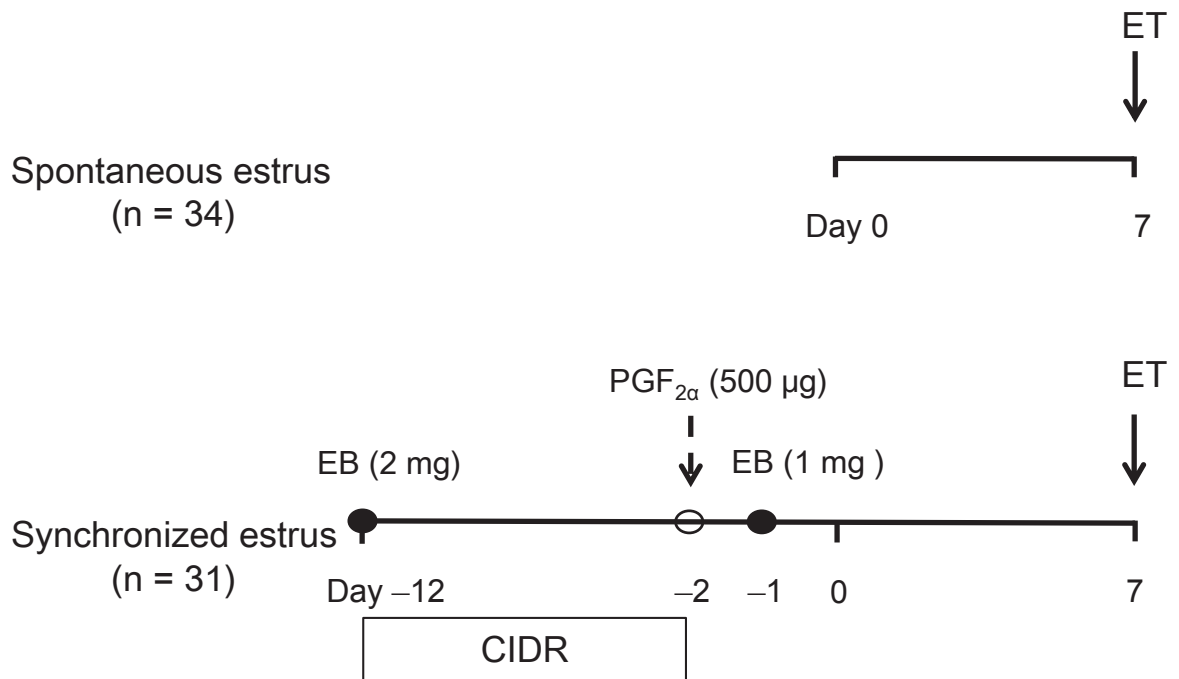 ET
Spontaneous estrus
(n = 34)
Day 0
7
ET
PGF2α (500 µg)
EB (2 mg)
EB (1 mg )
Synchronized estrus
(n = 31)
Day –12
–2
–1
0
7
CIDR